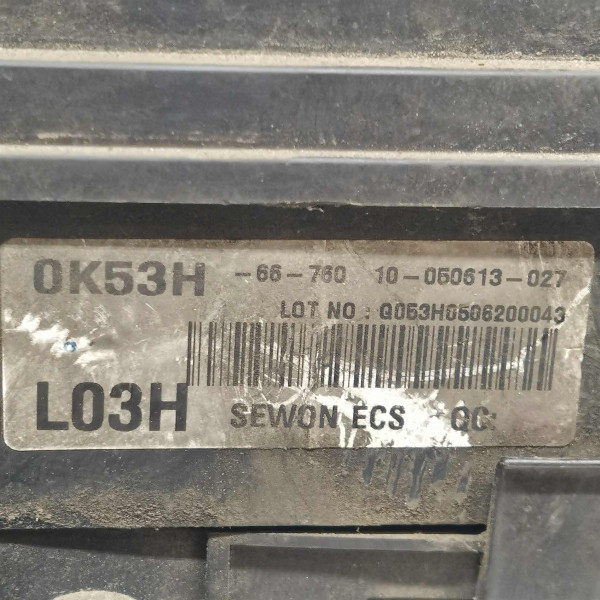 0K53H -66-760 10-050613-027
LOT NO : Q053H0506200043
L03H SEWON ECS QC: